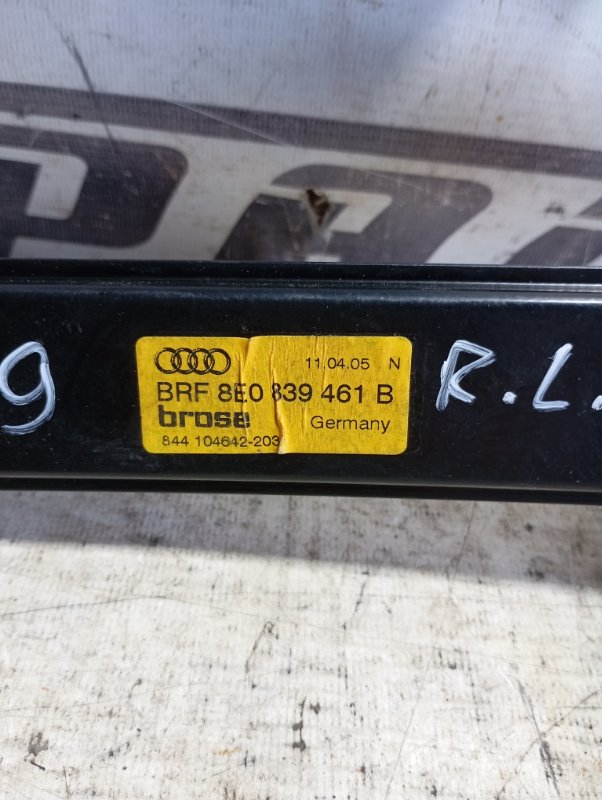 11.04.05 N
BRF 8E0 839 461 B
brose Germany
844 104642-203
9
R.L.